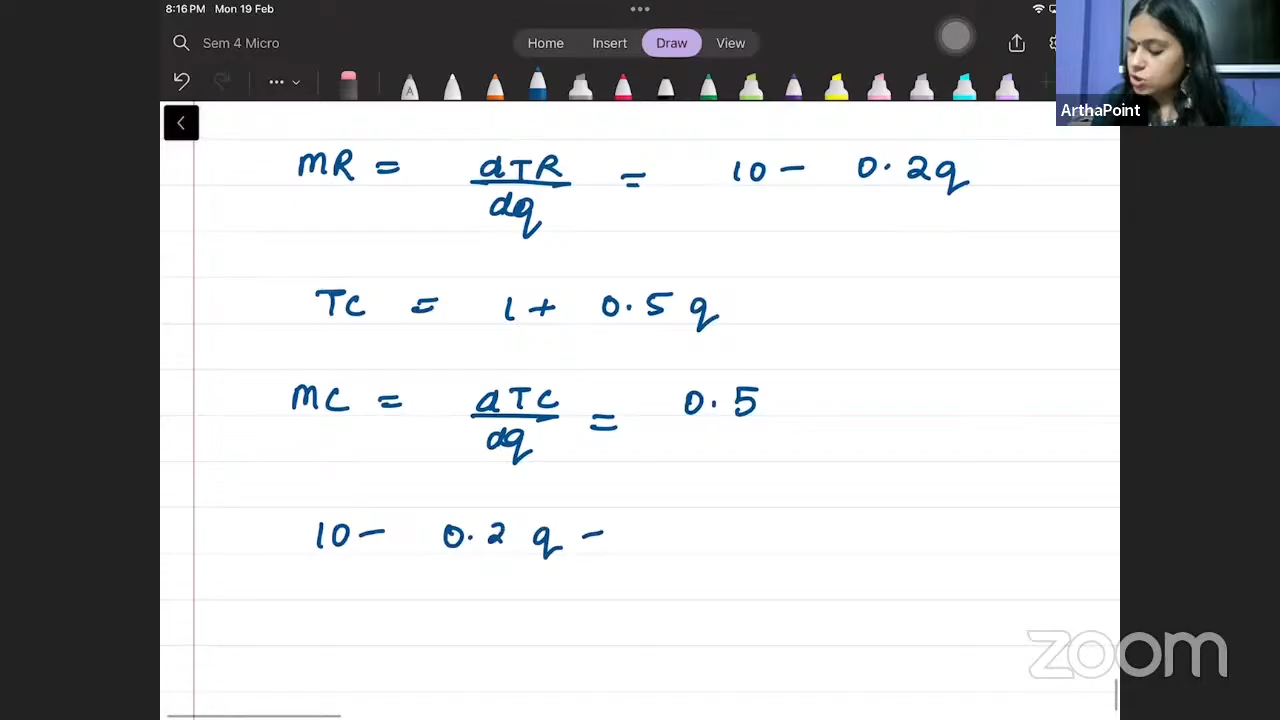 8:16 PM Mon 19 Feb
Sem 4 Micro
Home Insert Draw View
A
ArthaPoint
MR = dTR/dq = 10 - 0.2q
TC = 1 + 0.5 q
MC = dTC/dq = 0.5
10 - 0.2 q -
zoom